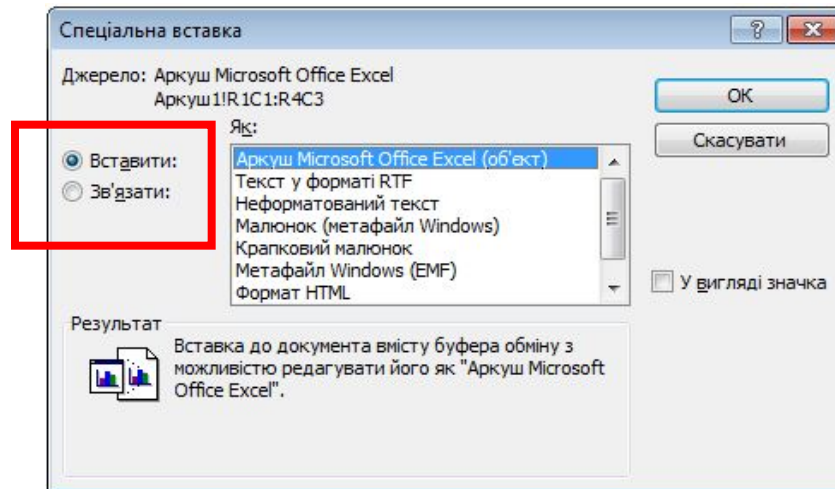 Спеціальна вставка
Джерело: Аркуш Microsoft Office Excel
Аркуш1!R1C1:R4C3
Як:
Вставити:
Зв'язати:
Аркуш Microsoft Office Excel (об'єкт)
Текст у форматі RTF
Неформатований текст
Малюнок (метафайл Windows)
Крапковий малюнок
Метафайл Windows (EMF)
Формат HTML
ОК
Скасувати
У вигляді значка
Результат
Вставка до документа вмісту буфера обміну з
можливістю редагувати його як "Аркуш Microsoft
Office Excel".